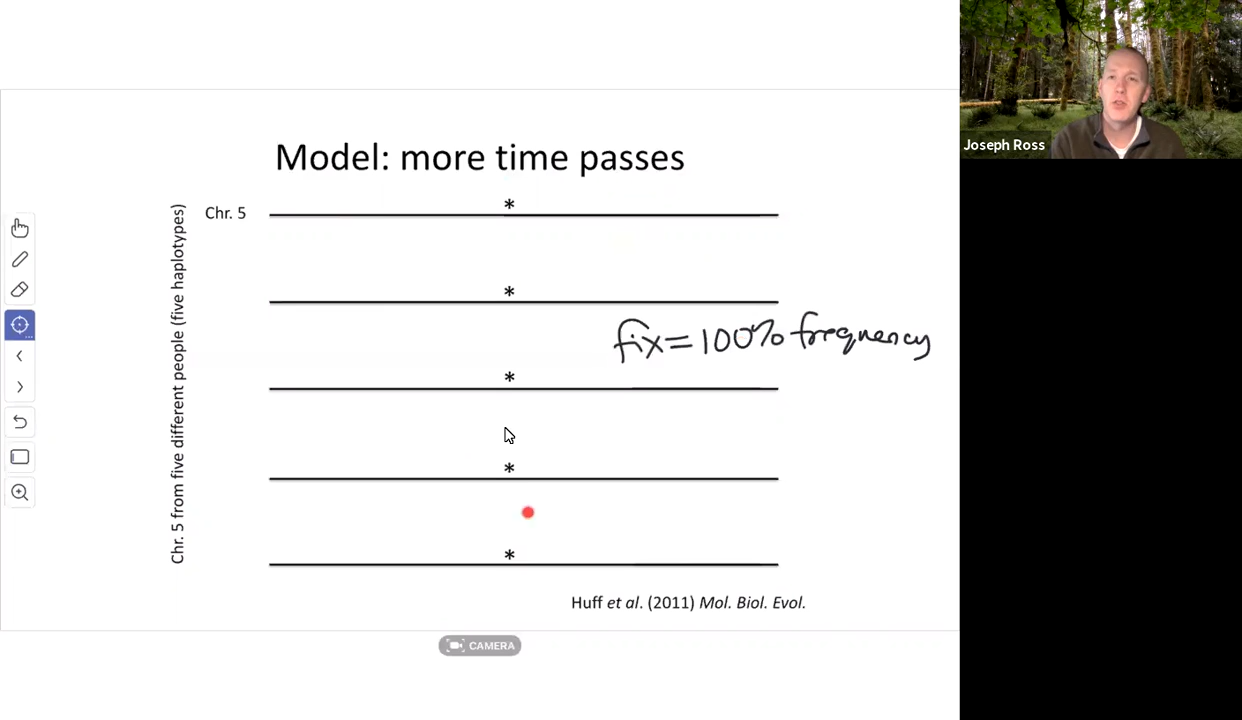 Model: more time passes
Chr. 5
*
*
*
*
*
Chr. 5 from five different people (five haplotypes)
fix = 100% frequency
Huff et al. (2011) Mol. Biol. Evol.
CAMERA
Joseph Ross